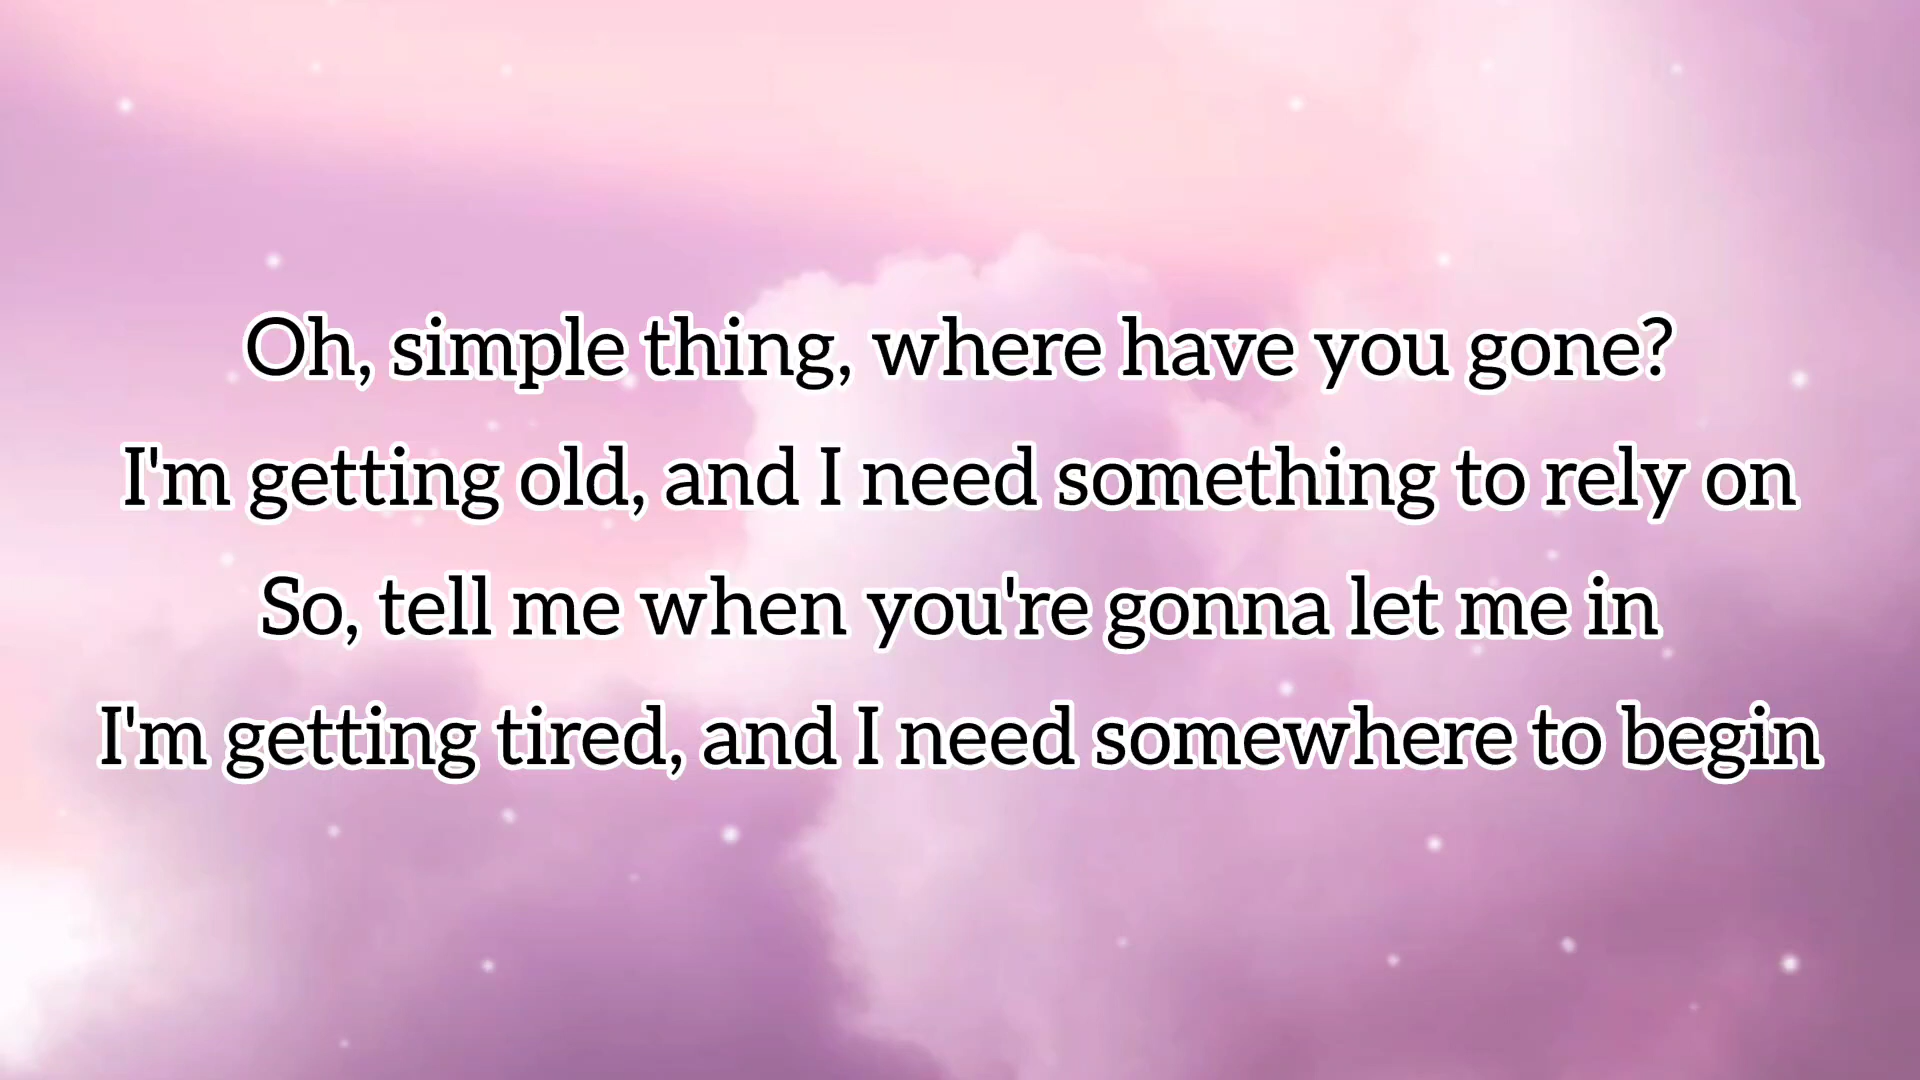 Oh, simple thing, where have you gone?
I'm getting old, and I need something to rely on
So, tell me when you're gonna let me in
I'm getting tired, and I need somewhere to begin